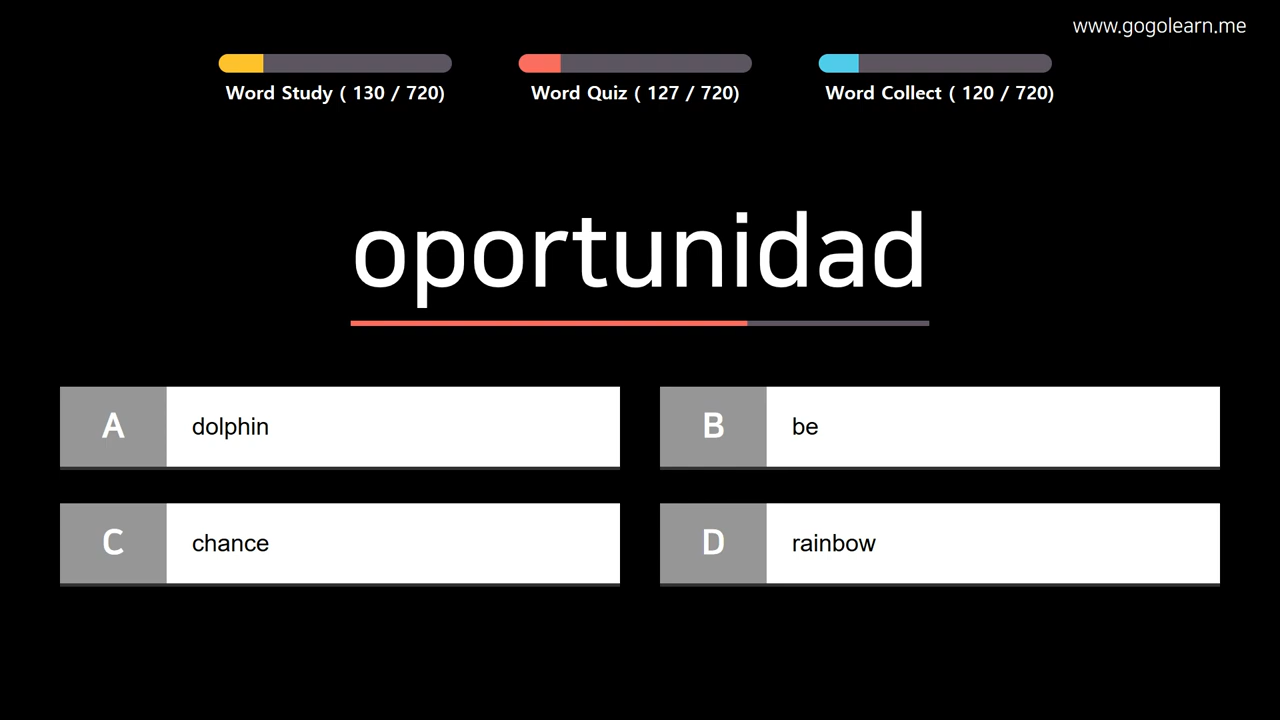 www.gogolearn.me
Word Study ( 130 / 720)
Word Quiz ( 127 / 720)
Word Collect ( 120 / 720)
oportunidad
A dolphin
B be
C chance
D rainbow